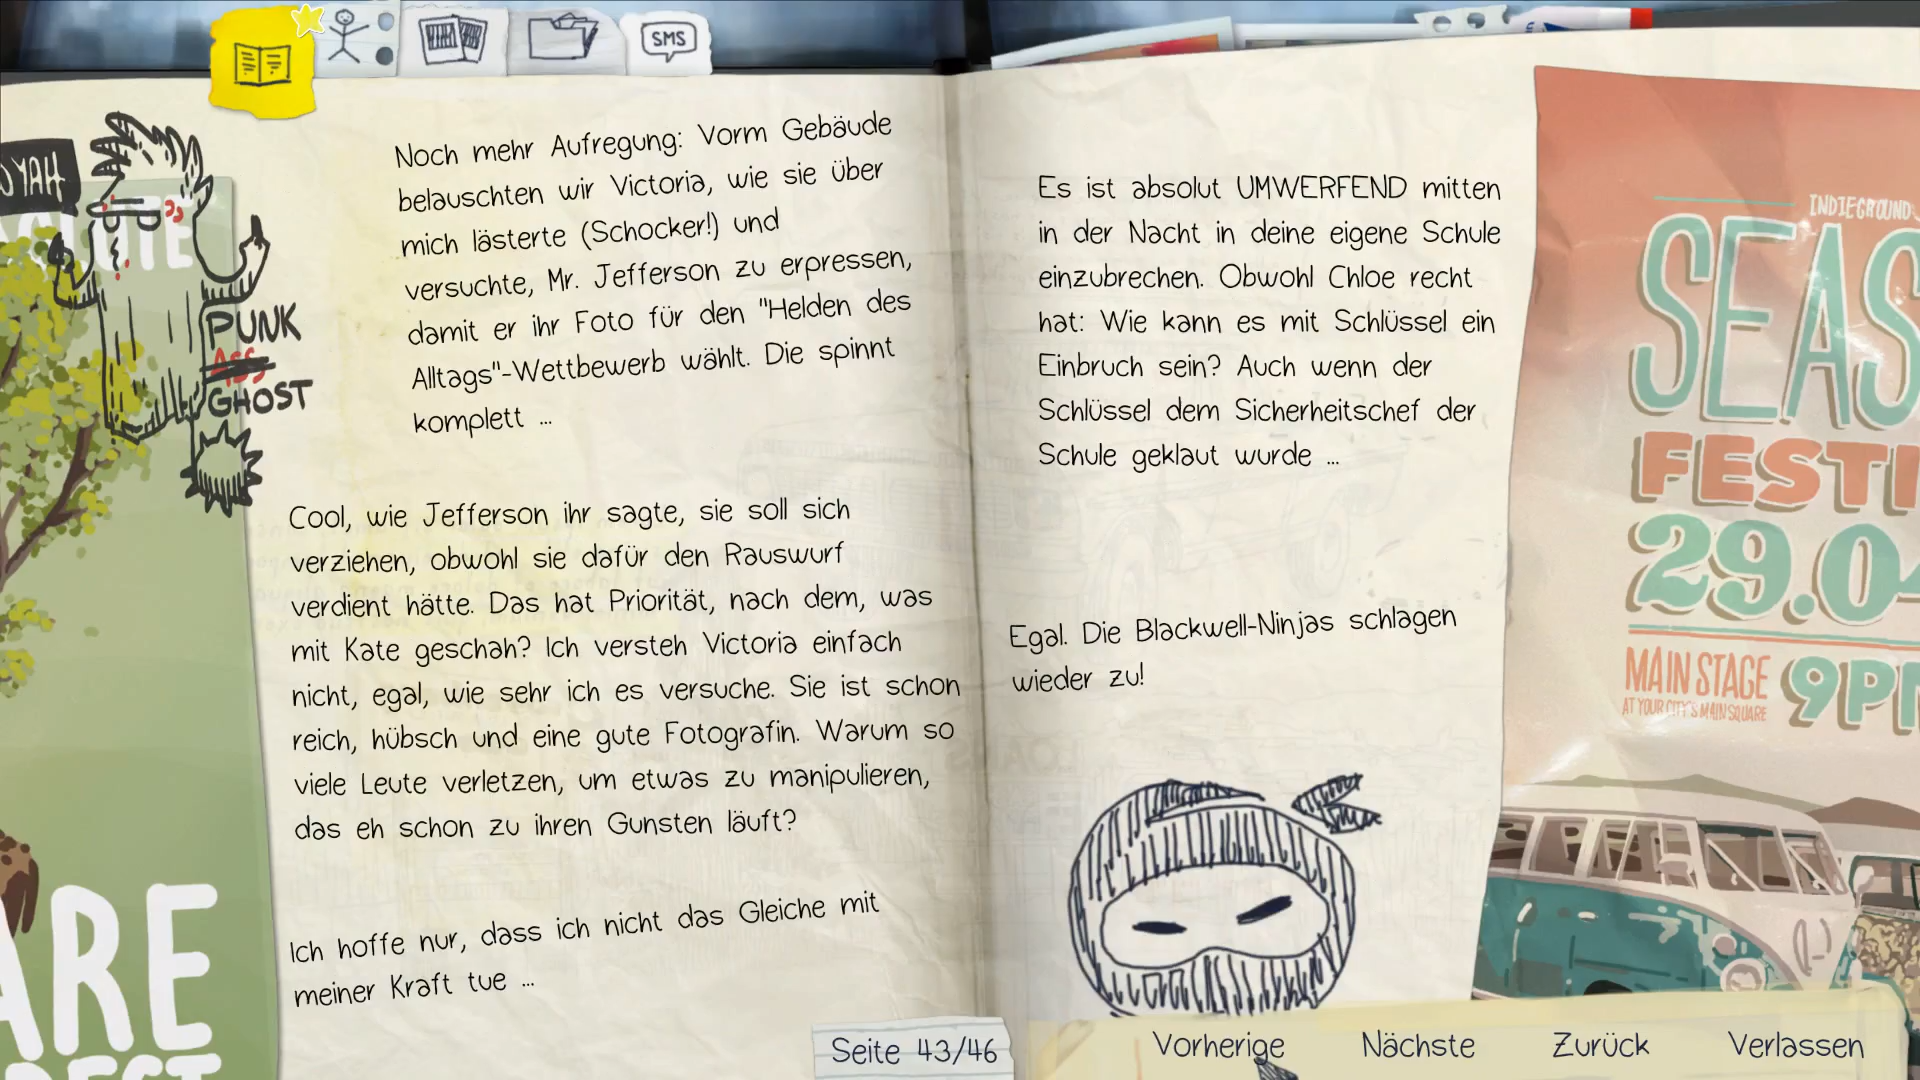 SMS
OYAH
PUNK
ASS
GHOST
Noch mehr Aufregung: Vorm Gebäude
belauschten wir Victoria, wie sie über
mich lästerte (Schocker!) und
versuchte, Mr. Jefferson zu erpressen,
damit er ihr Foto für den "Helden des
Alltags"-Wettbewerb wählt. Die spinnt
komplett ...
Cool, wie Jefferson ihr sagte, sie soll sich
verziehen, obwohl sie dafür den Rauswurf
verdient hätte. Das hat Priorität, nach dem, was
mit Kate geschah? Ich versteh Victoria einfach
nicht, egal, wie sehr ich es versuche. Sie ist schon
reich, hübsch und eine gute Fotografin. Warum so
viele Leute verletzen, um etwas zu manipulieren,
das eh schon zu ihren Gunsten läuft?
Ich hoffe nur, dass ich nicht das Gleiche mit
meiner Kraft tue ...
ARE
Es ist absolut UMWERFEND mitten
in der Nacht in deine eigene Schule
einzubrechen. Obwohl Chloe recht
hat: Wie kann es mit Schlüssel ein
Einbruch sein? Auch wenn der
Schlüssel dem Sicherheitschef der
Schule geklaut wurde ...
Egal. Die Blackwell-Ninjas schlagen
wieder zu!
INDIEGROUND
SEAS
FESTI
29.04
MAIN STAGE
AT YOUR CITY'S MAIN SQUARE
9PM
Seite 43/46
Vorherige Nächste Zurück Verlassen